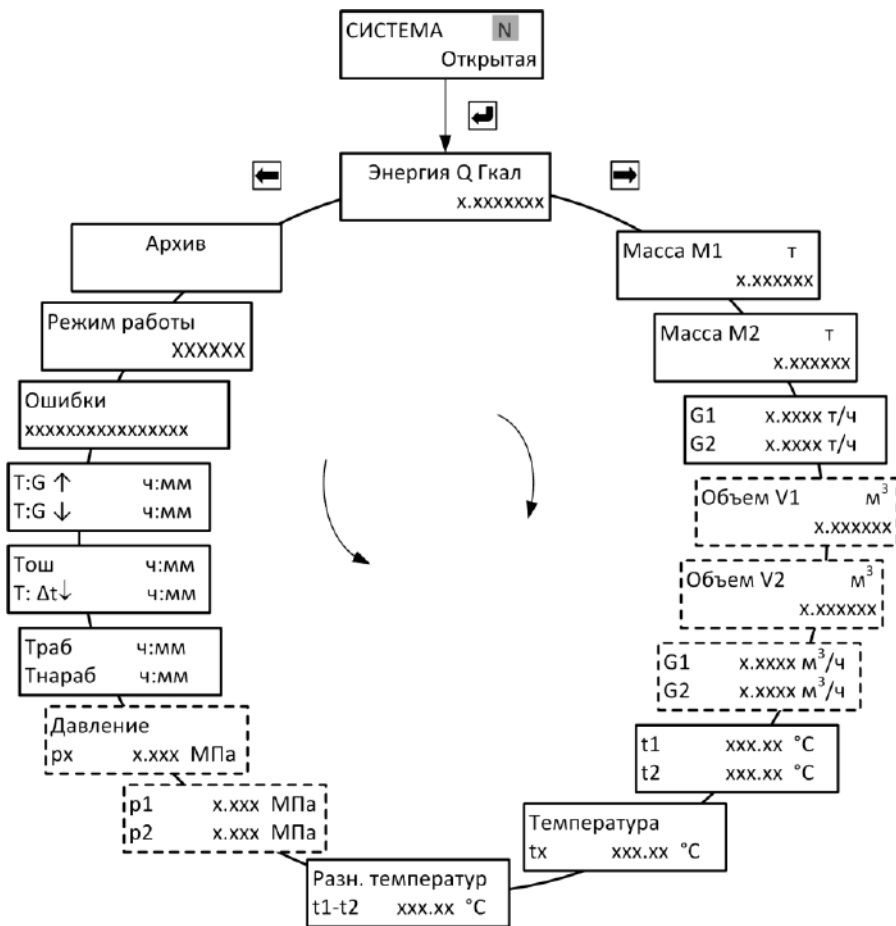 СИСТЕМА N
Открытая
Энергия Q Гкал
x.xxxxxxx
Масса М1 т
x.xxxxxx
Масса М2 т
x.xxxxxx
G1 x.xxxx т/ч
G2 x.xxxx т/ч
Объем V1 м³
x.xxxxxx
Объем V2 м³
x.xxxxxx
G1 x.xxxx м³/ч
G2 x.xxxx м³/ч
t1 xxx.xx °C
t2 xxx.xx °C
Температура
tx xxx.xx °C
Разн. температур
t1-t2 xxx.xx °C
p1 x.xxx МПа
p2 x.xxx МПа
Давление
px x.xxx МПа
Траб ч:мм
Тнараб ч:мм
Тош ч:мм
Т: Δt↓ ч:мм
T:G ↑ ч:мм
T:G ↓ ч:мм
Ошибки
xxxxxxxxxxxxxxxx
Режим работы
XXXXXX
Архив